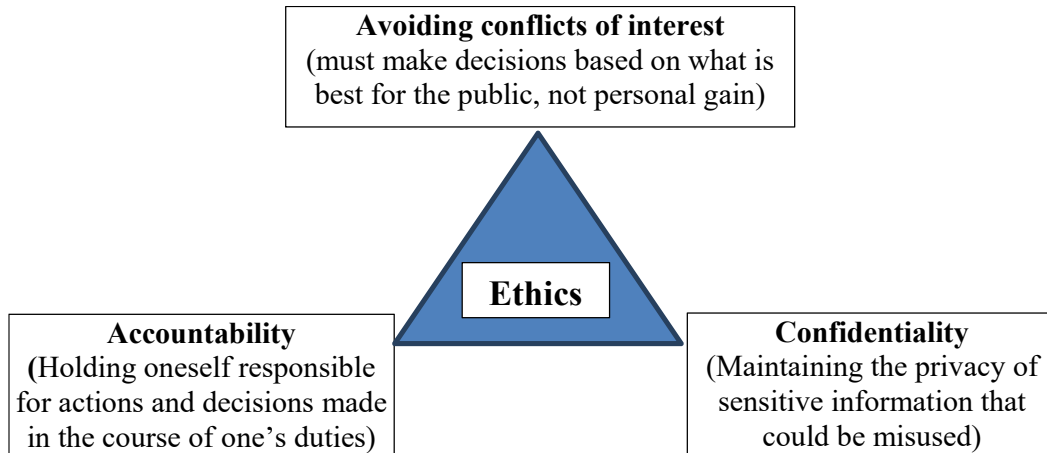 Avoiding conflicts of interest
(must make decisions based on what is
best for the public, not personal gain)
Ethics
Accountability
(Holding oneself responsible
for actions and decisions made
in the course of one’s duties)
Confidentiality
(Maintaining the privacy of
sensitive information that
could be misused)